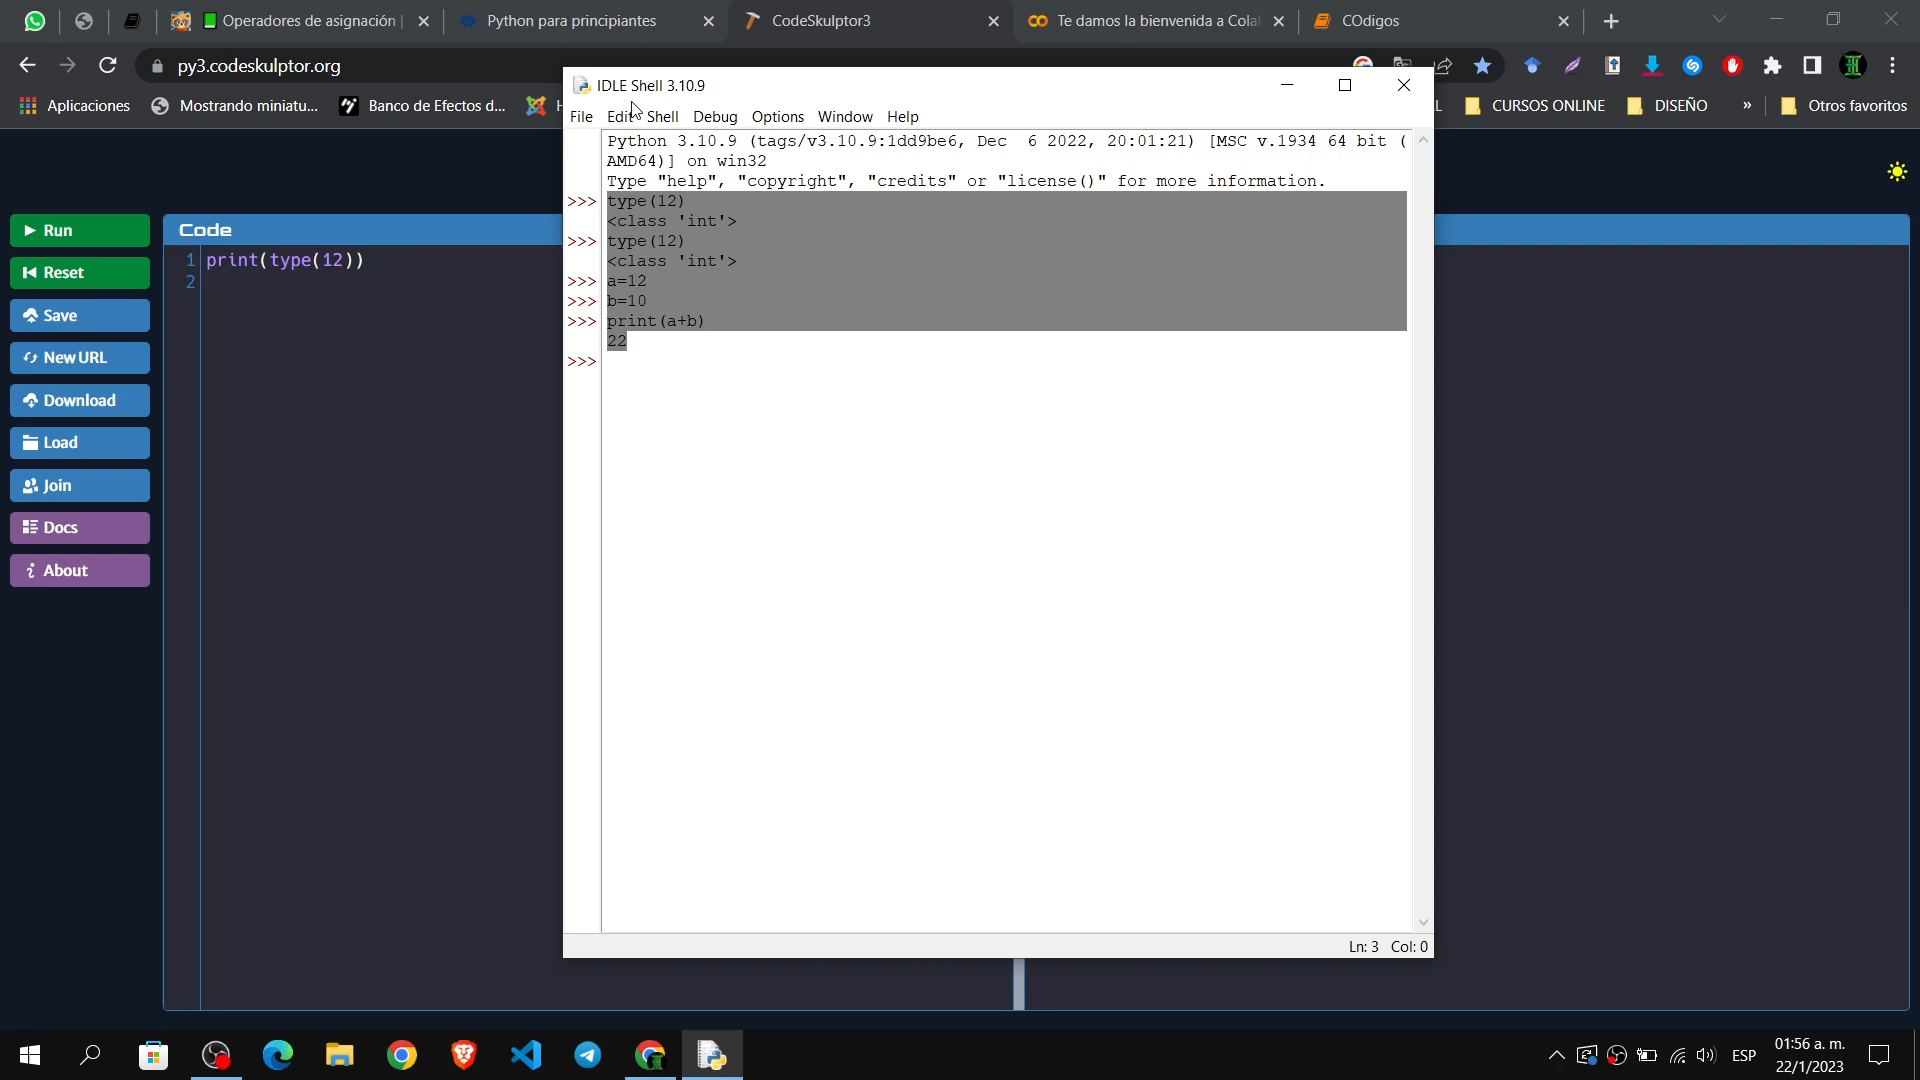 Operadores de asignación
Python para principiantes
CodeSkulptor3
Te damos la bienvenida a Cola
COdigos
py3.codeskulptor.org
Aplicaciones
Mostrando miniatu...
Banco de Efectos d...
CURSOS ONLINE
DISEÑO
»
Otros favoritos
IDLE Shell 3.10.9
File Edit Shell Debug Options Window Help
Python 3.10.9 (tags/v3.10.9:1dd9be6, Dec  6 2022, 20:01:21) [MSC v.1934 64 bit (
AMD64)] on win32
Type "help", "copyright", "credits" or "license()" for more information.
>>> type(12)
<class 'int'>
>>> type(12)
<class 'int'>
>>> a=12
>>> b=10
>>> print(a+b)
22
>>>
Ln: 3 Col: 0
Run
Reset
Save
New URL
Download
Load
Join
Docs
About
Code
1 print(type(12))
2
ESP
01:56 a. m.
22/1/2023